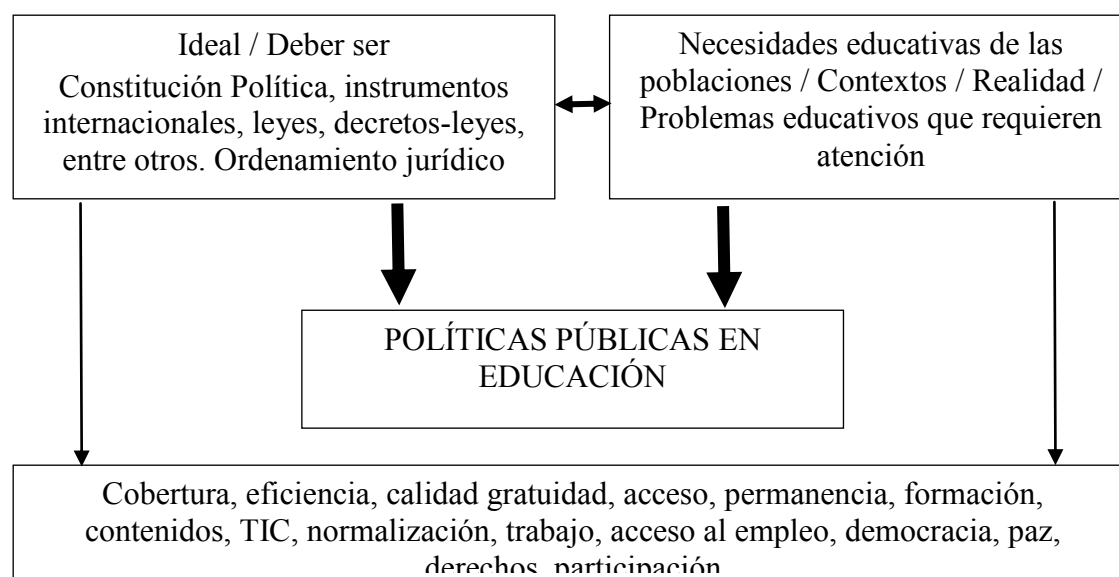 Ideal / Deber ser
Constitución Política, instrumentos
internacionales, leyes, decretos-leyes,
entre otros. Ordenamiento jurídico
Necesidades educativas de las
poblaciones / Contextos / Realidad /
Problemas educativos que requieren
atención
POLÍTICAS PÚBLICAS EN
EDUCACIÓN
Cobertura, eficiencia, calidad gratuidad, acceso, permanencia, formación,
contenidos, TIC, normalización, trabajo, acceso al empleo, democracia, paz,
derechos, participación